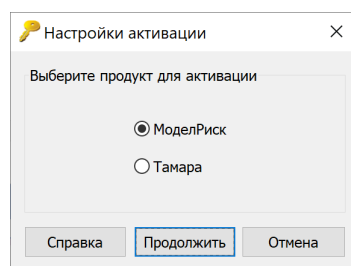 Настройки активации
Выберите продукт для активации
МоделРиск
Тамара
Справка Продолжить Отмена